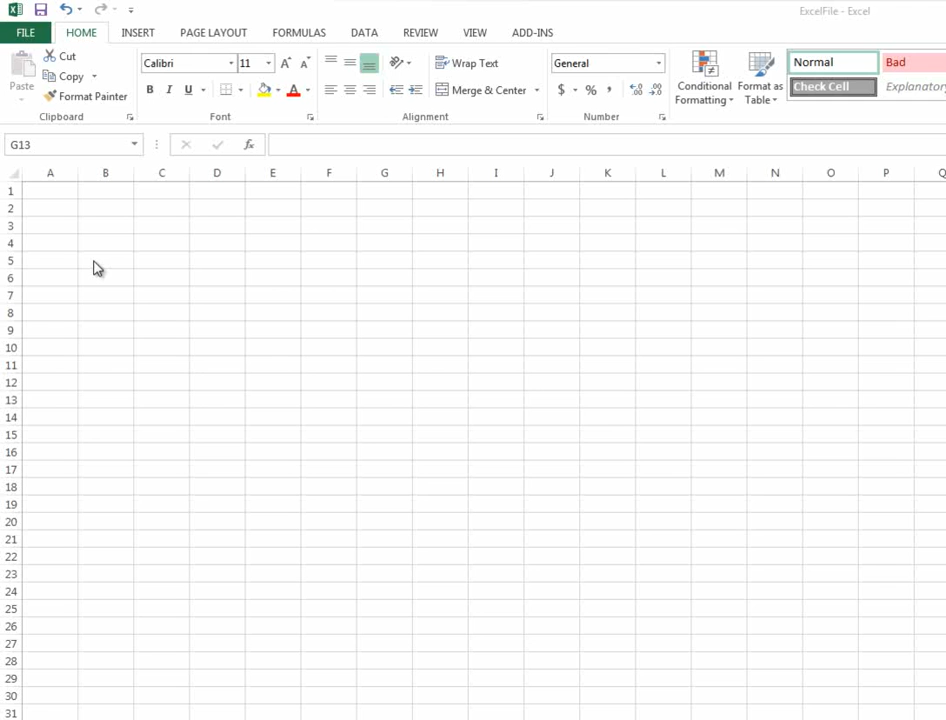 ExcelFile - Excel
FILE HOME INSERT PAGE LAYOUT FORMULAS DATA REVIEW VIEW ADD-INS
Paste
Cut
Copy
Format Painter
Clipboard
Calibri 11
B I U
Font
Wrap Text
Merge & Center
Alignment
General
$ % ,
Number
Conditional
Formatting
Format as
Table
Normal Bad
Check Cell Explanatory
G13
fx
A B C D E F G H I J K L M N O P Q
1
2
3
4
5
6
7
8
9
10
11
12
13
14
15
16
17
18
19
20
21
22
23
24
25
26
27
28
29
30
31